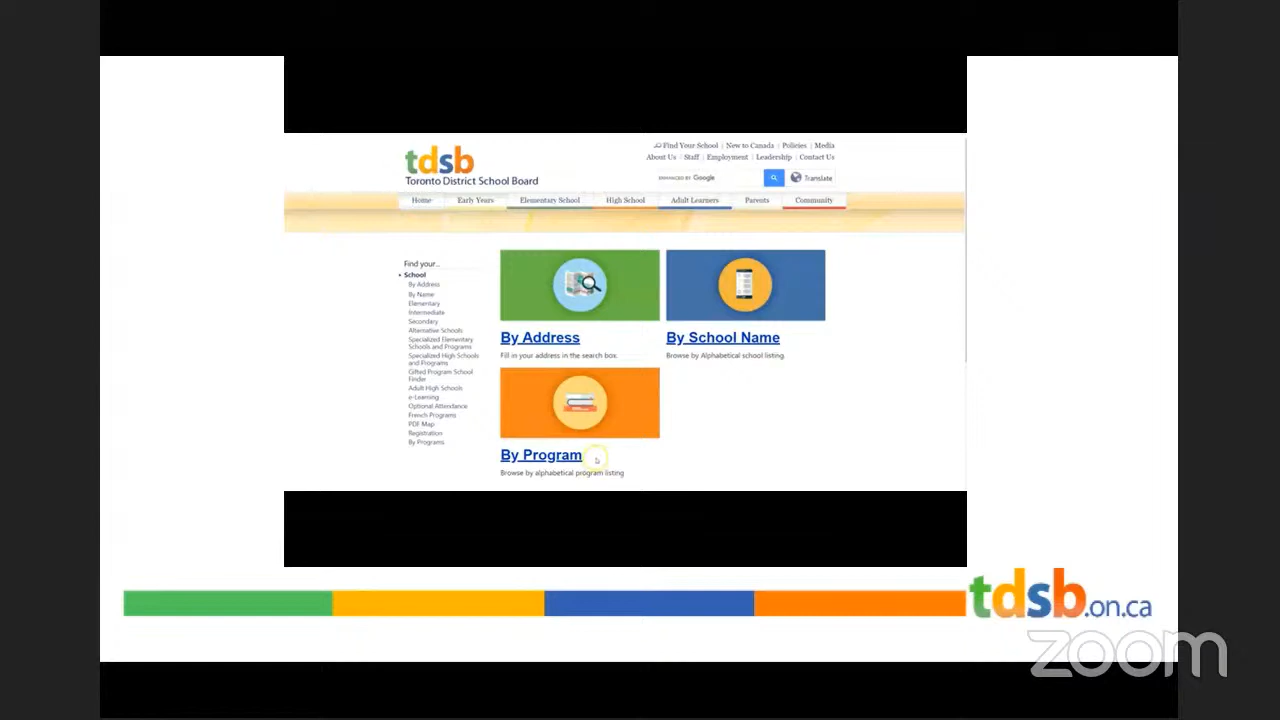 tdsb
Toronto District School Board
Find Your School | New to Canada | Policies | Media
About Us | Staff | Employment | Leadership | Contact Us
ENHANCED BY Google
Translate
Home Early Years Elementary School High School Adult Learners Parents Community
Find your...
School
By Address
By Name
Elementary
Intermediate
Secondary
Alternative Schools
Specialized Elementary
Schools and Programs
Specialized High Schools
and Programs
Gifted Program School
Finder
Adult High Schools
e-Learning
Optional Attendance
French Programs
PDF Map
Registration
By Programs
By Address
Fill in your address in the search box.
By School Name
Browse by Alphabetical school listing.
By Program
Browse by alphabetical program listing
tdsb.on.ca
zoom